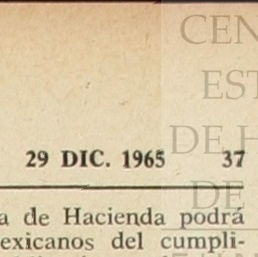 CEN
EST
DE H
DE
29 DIC. 1965 37
a de Hacienda podrá
exicanos del cumpli-